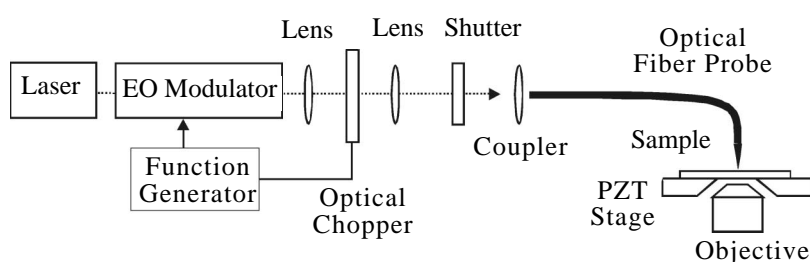 Laser
EO Modulator
Lens
Lens
Shutter
Optical
Fiber Probe
Coupler
Sample
Function
Generator
Optical
Chopper
PZT
Stage
Objective